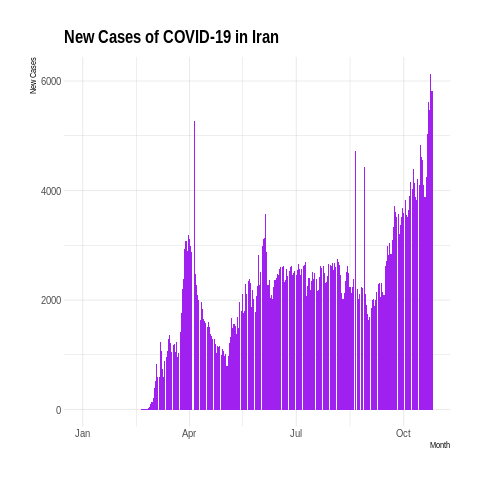 New Cases of COVID-19 in Iran
New Cases
6000
4000
2000
0
Jan Apr Jul Oct
Month